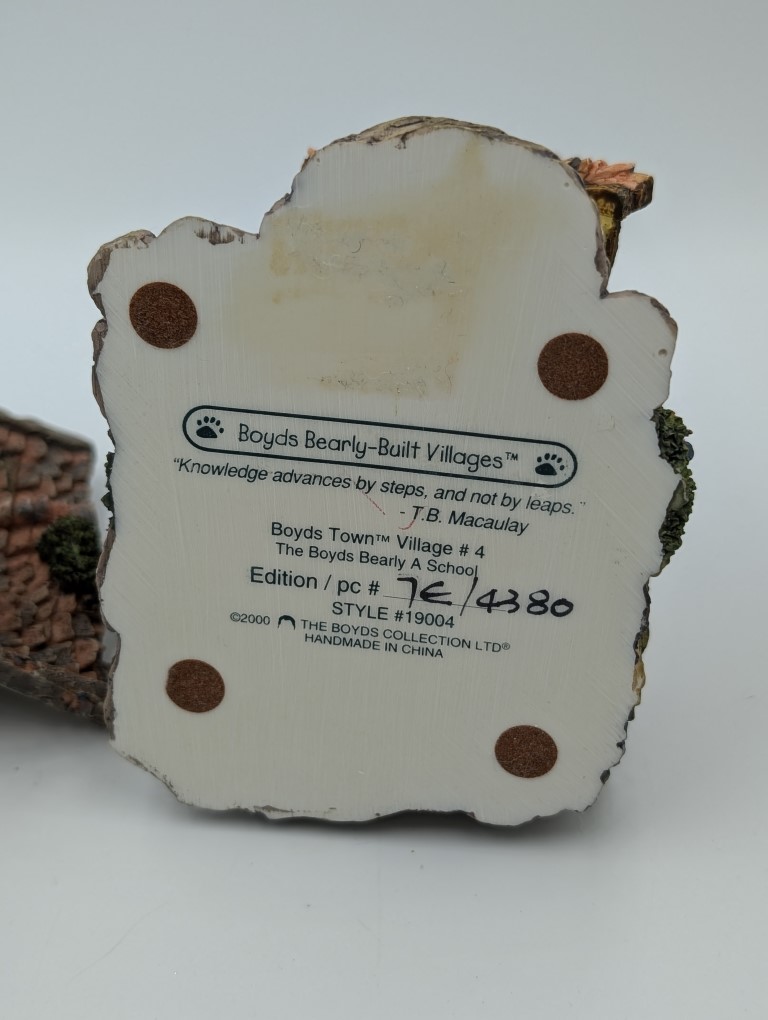 Boyds Bearly-Built Villages™
“Knowledge advances by steps, and not by leaps.”
- T.B. Macaulay
Boyds Town™ Village # 4
The Boyds Bearly A School
Edition / pc # 7E/4380
STYLE #19004
©2000 THE BOYDS COLLECTION LTD®
HANDMADE IN CHINA